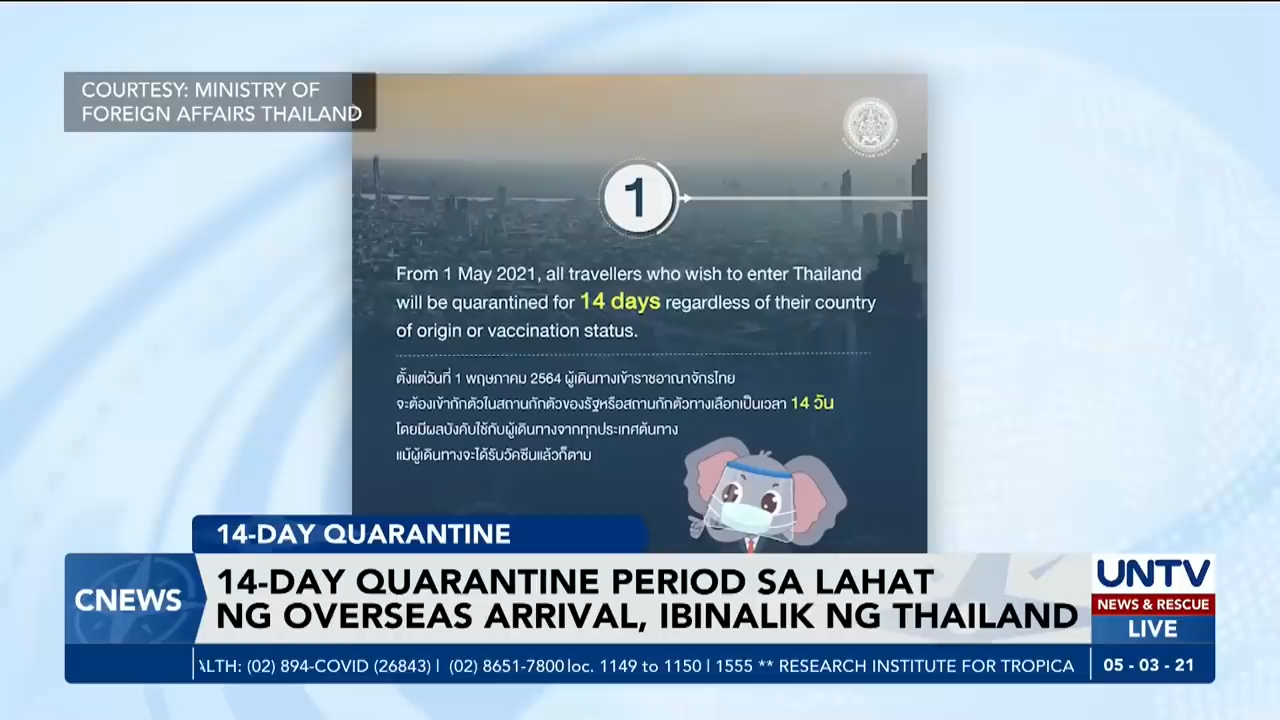 COURTESY: MINISTRY OF
FOREIGN AFFAIRS THAILAND
1
From 1 May 2021, all travellers who wish to enter Thailand
will be quarantined for 14 days regardless of their country
of origin or vaccination status.
ตั้งแต่วันที่ 1 พฤษภาคม 2564 ผู้เดินทางเข้าราชอาณาจักรไทย
จะต้องเข้ากักตัวในสถานกักตัวของรัฐหรือสถานกักตัวทางเลือกเป็นเวลา 14 วัน
โดยมีผลบังคับใช้กับผู้เดินทางจากทุกประเทศต้นทาง
แม้ผู้เดินทางจะได้รับวัคซีนแล้วก็ตาม
14-DAY QUARANTINE
CNEWS
14-DAY QUARANTINE PERIOD SA LAHAT
NG OVERSEAS ARRIVAL, IBINALIK NG THAILAND
UNTV
NEWS & RESCUE
LIVE
ALTH: (02) 894-COVID (26843) | (02) 8651-7800 loc. 1149 to 1150 | 1555 ** RESEARCH INSTITUTE FOR TROPICA
05 - 03 - 21